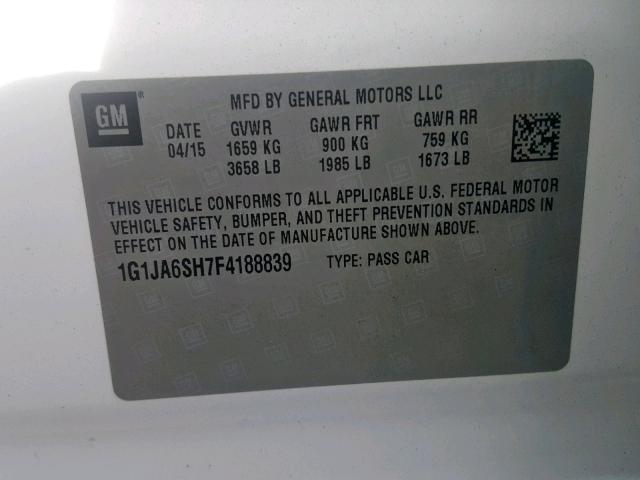 GM®
MFD BY GENERAL MOTORS LLC
DATE GVWR GAWR FRT GAWR RR
04/15 1659 KG 900 KG 759 KG
3658 LB 1985 LB 1673 LB
THIS VEHICLE CONFORMS TO ALL APPLICABLE U.S. FEDERAL MOTOR
VEHICLE SAFETY, BUMPER, AND THEFT PREVENTION STANDARDS IN
EFFECT ON THE DATE OF MANUFACTURE SHOWN ABOVE.
1G1JA6SH7F4188839 TYPE: PASS CAR